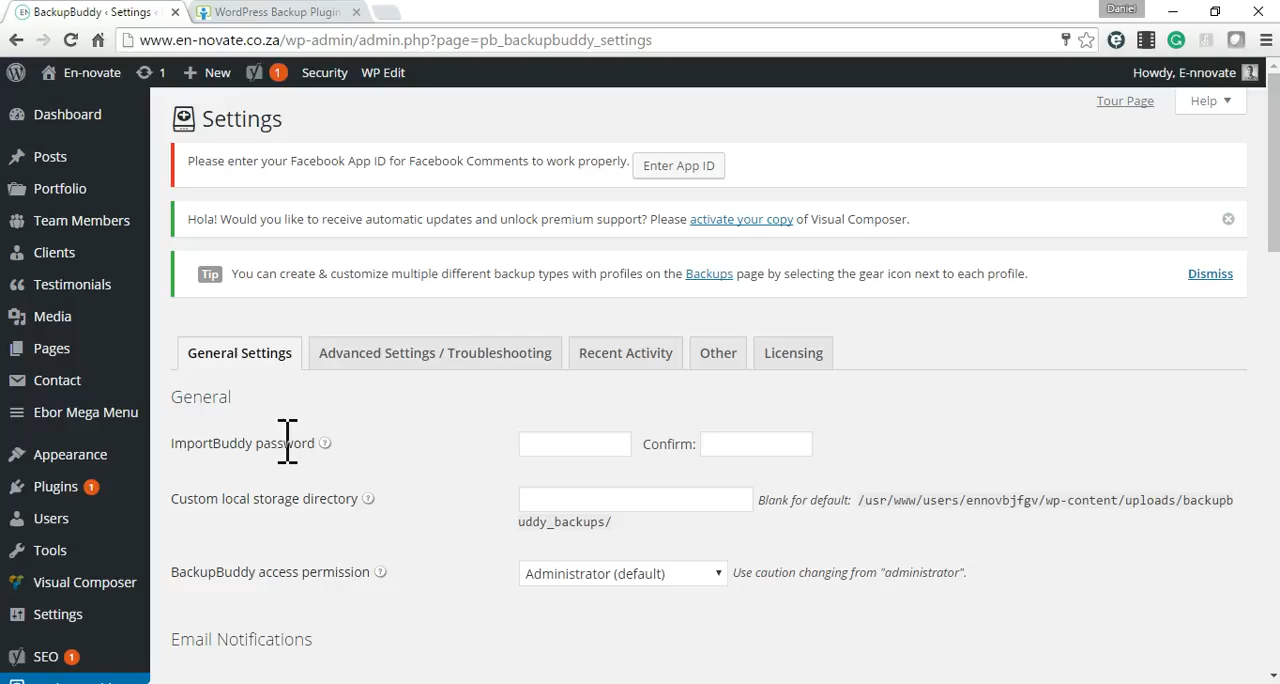 BackupBuddy ‹ Settings ‹
WordPress Backup Plugin
Daniel
www.en-novate.co.za/wp-admin/admin.php?page=pb_backupbuddy_settings
En-novate
1
New
1
Security
WP Edit
Howdy, E-nnovate
Dashboard
Posts
Portfolio
Team Members
Clients
Testimonials
Media
Pages
Contact
Ebor Mega Menu
Appearance
Plugins 1
Users
Tools
Visual Composer
Settings
SEO 1
Tour Page
Help
Settings
Please enter your Facebook App ID for Facebook Comments to work properly. Enter App ID
Hola! Would you like to receive automatic updates and unlock premium support? Please activate your copy of Visual Composer.
Tip You can create & customize multiple different backup types with profiles on the Backups page by selecting the gear icon next to each profile. Dismiss
General Settings
Advanced Settings / Troubleshooting
Recent Activity
Other
Licensing
General
ImportBuddy password ? Confirm:
Custom local storage directory ? Blank for default: /usr/www/users/ennovbjfgv/wp-content/uploads/backupb
uddy_backups/
BackupBuddy access permission ? Administrator (default) Use caution changing from "administrator".
Email Notifications